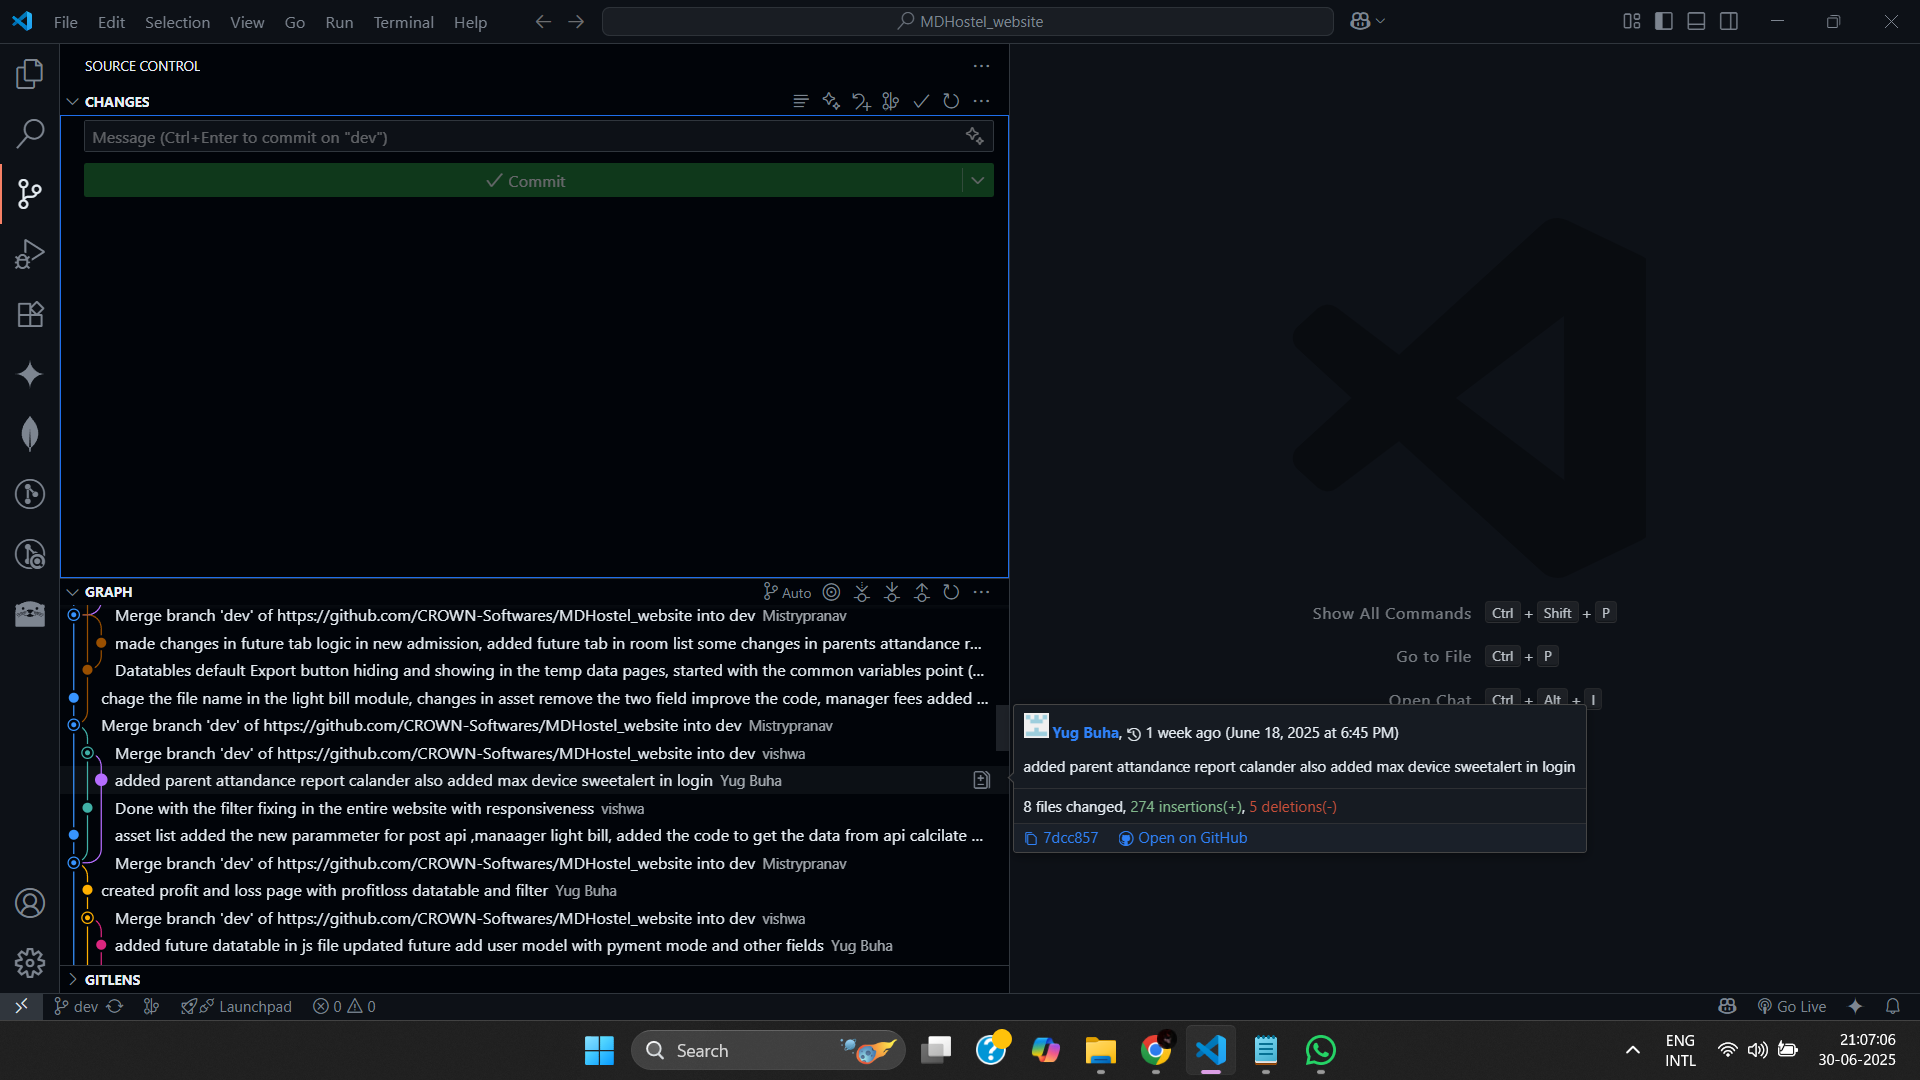 File Edit Selection View Go Run Terminal Help
MDHostel_website
SOURCE CONTROL
CHANGES
Message (Ctrl+Enter to commit on "dev")
Commit
Show All Commands Ctrl + Shift + P
Go to File Ctrl + P
Open Chat Ctrl + Alt + I
GRAPH
Auto
Merge branch 'dev' of https://github.com/CROWN-Softwares/MDHostel_website into dev Mistrypranav
made changes in future tab logic in new admission, added future tab in room list some changes in parents attandance r...
Datatables default Export button hiding and showing in the temp data pages, started with the common variables point (...
chage the file name in the light bill module, changes in asset remove the two field improve the code, manager fees added ...
Merge branch 'dev' of https://github.com/CROWN-Softwares/MDHostel_website into dev Mistrypranav
Merge branch 'dev' of https://github.com/CROWN-Softwares/MDHostel_website into dev vishwa
added parent attandance report calander also added max device sweetalert in login Yug Buha
Done with the filter fixing in the entire website with responsiveness vishwa
asset list added the new parammeter for post api ,manaager light bill, added the code to get the data from api calcilate ...
Merge branch 'dev' of https://github.com/CROWN-Softwares/MDHostel_website into dev Mistrypranav
created profit and loss page with profitloss datatable and filter Yug Buha
Merge branch 'dev' of https://github.com/CROWN-Softwares/MDHostel_website into dev vishwa
added future datatable in js file updated future add user model with pyment mode and other fields Yug Buha
Yug Buha, 1 week ago (June 18, 2025 at 6:45 PM)
added parent attandance report calander also added max device sweetalert in login
8 files changed, 274 insertions(+), 5 deletions(-)
7dcc857 Open on GitHub
GITLENS
dev Launchpad 0 0 Go Live
Search
ENG
INTL
21:07:06
30-06-2025